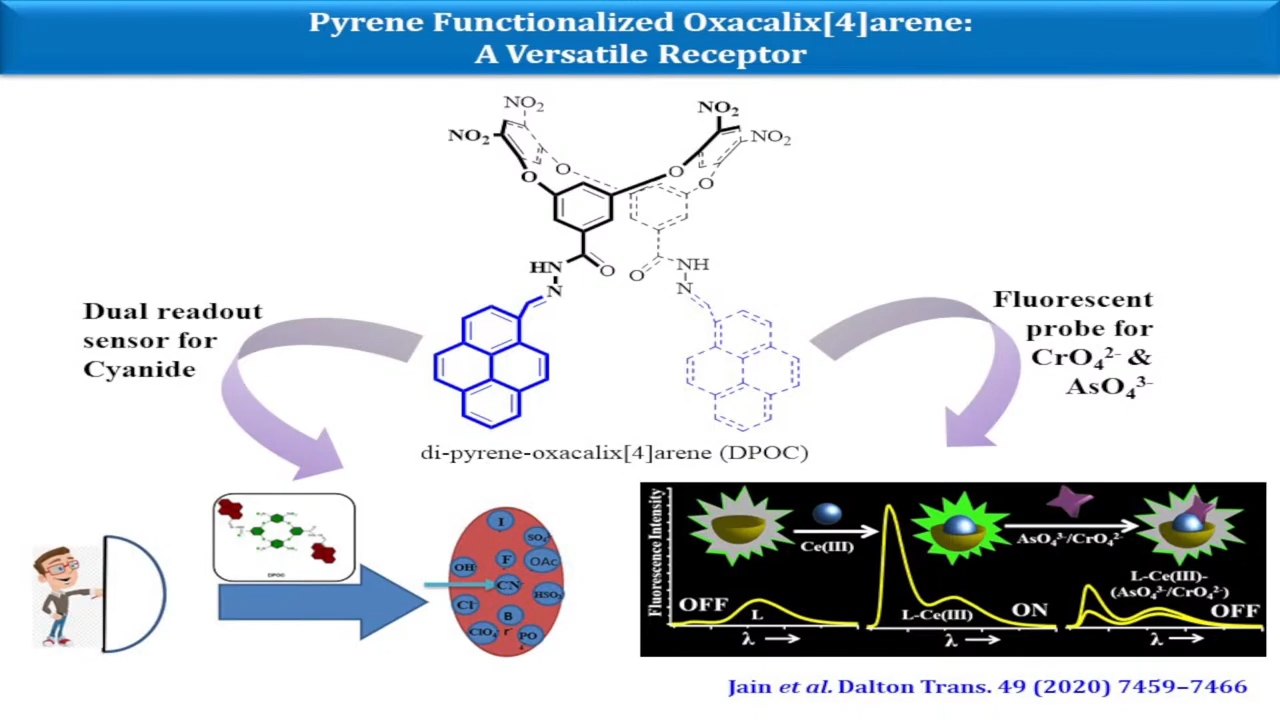 Pyrene Functionalized Oxacalix[4]arene:
A Versatile Receptor
NO₂
NO₂
NO₂
NO₂
O
O
O
O
HN
O
N
O
NH
N
Dual readout
sensor for
Cyanide
Fluorescent
probe for
CrO₄²⁻ &
AsO₄³⁻
di-pyrene-oxacalix[4]arene (DPOC)
DPOC
I
SO₄
F
OAc
OH
CN
HSO₄
Cl
B
r
ClO₄
PO
4
Fluorescence Intensity
Ce(III)
AsO₄³⁻/CrO₄²⁻
OFF
L
λ
L-Ce(III)
ON
λ
L-Ce(III)-
(AsO₄³⁻/CrO₄²⁻)
OFF
λ
Jain et al. Dalton Trans. 49 (2020) 7459–7466